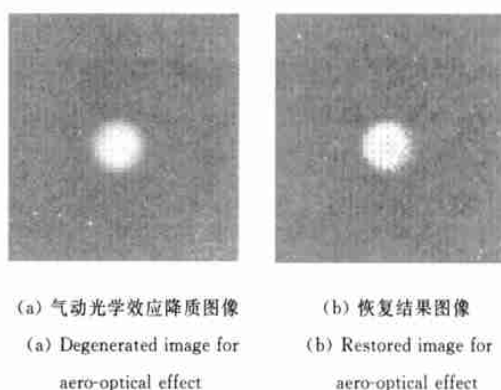 (a) 气动光学效应降质图像
(a) Degenerated image for
aero-optical effect
(b) 恢复结果图像
(b) Restored image for
aero-optical effect